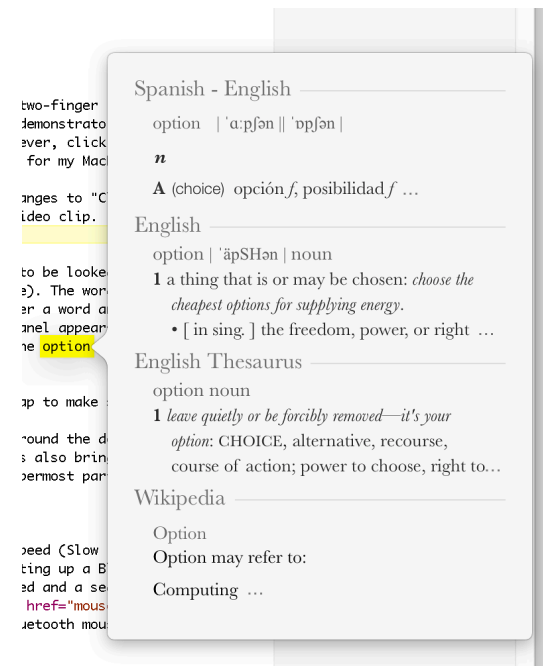 two-finger
demonstrato
ever, click
for my Mac
anges to "C
ideo clip.
to be looke
e). The wor
er a word a
anel appear
he option
ap to make
round the d
s also brin
permost par
peed (Slow
ting up a B
ed and a se
href="mous
uetooth mou
Spanish - English
option | ˈɑːpʃən || ˈɒpʃən |
n
A (choice) opción f, posibilidad f …
English
option | ˈäpSHən | noun
1 a thing that is or may be chosen: choose the
cheapest options for supplying energy.
• [ in sing. ] the freedom, power, or right …
English Thesaurus
option noun
1 leave quietly or be forcibly removed—it's your
option: CHOICE, alternative, recourse,
course of action; power to choose, right to…
Wikipedia
Option
Option may refer to:
Computing …